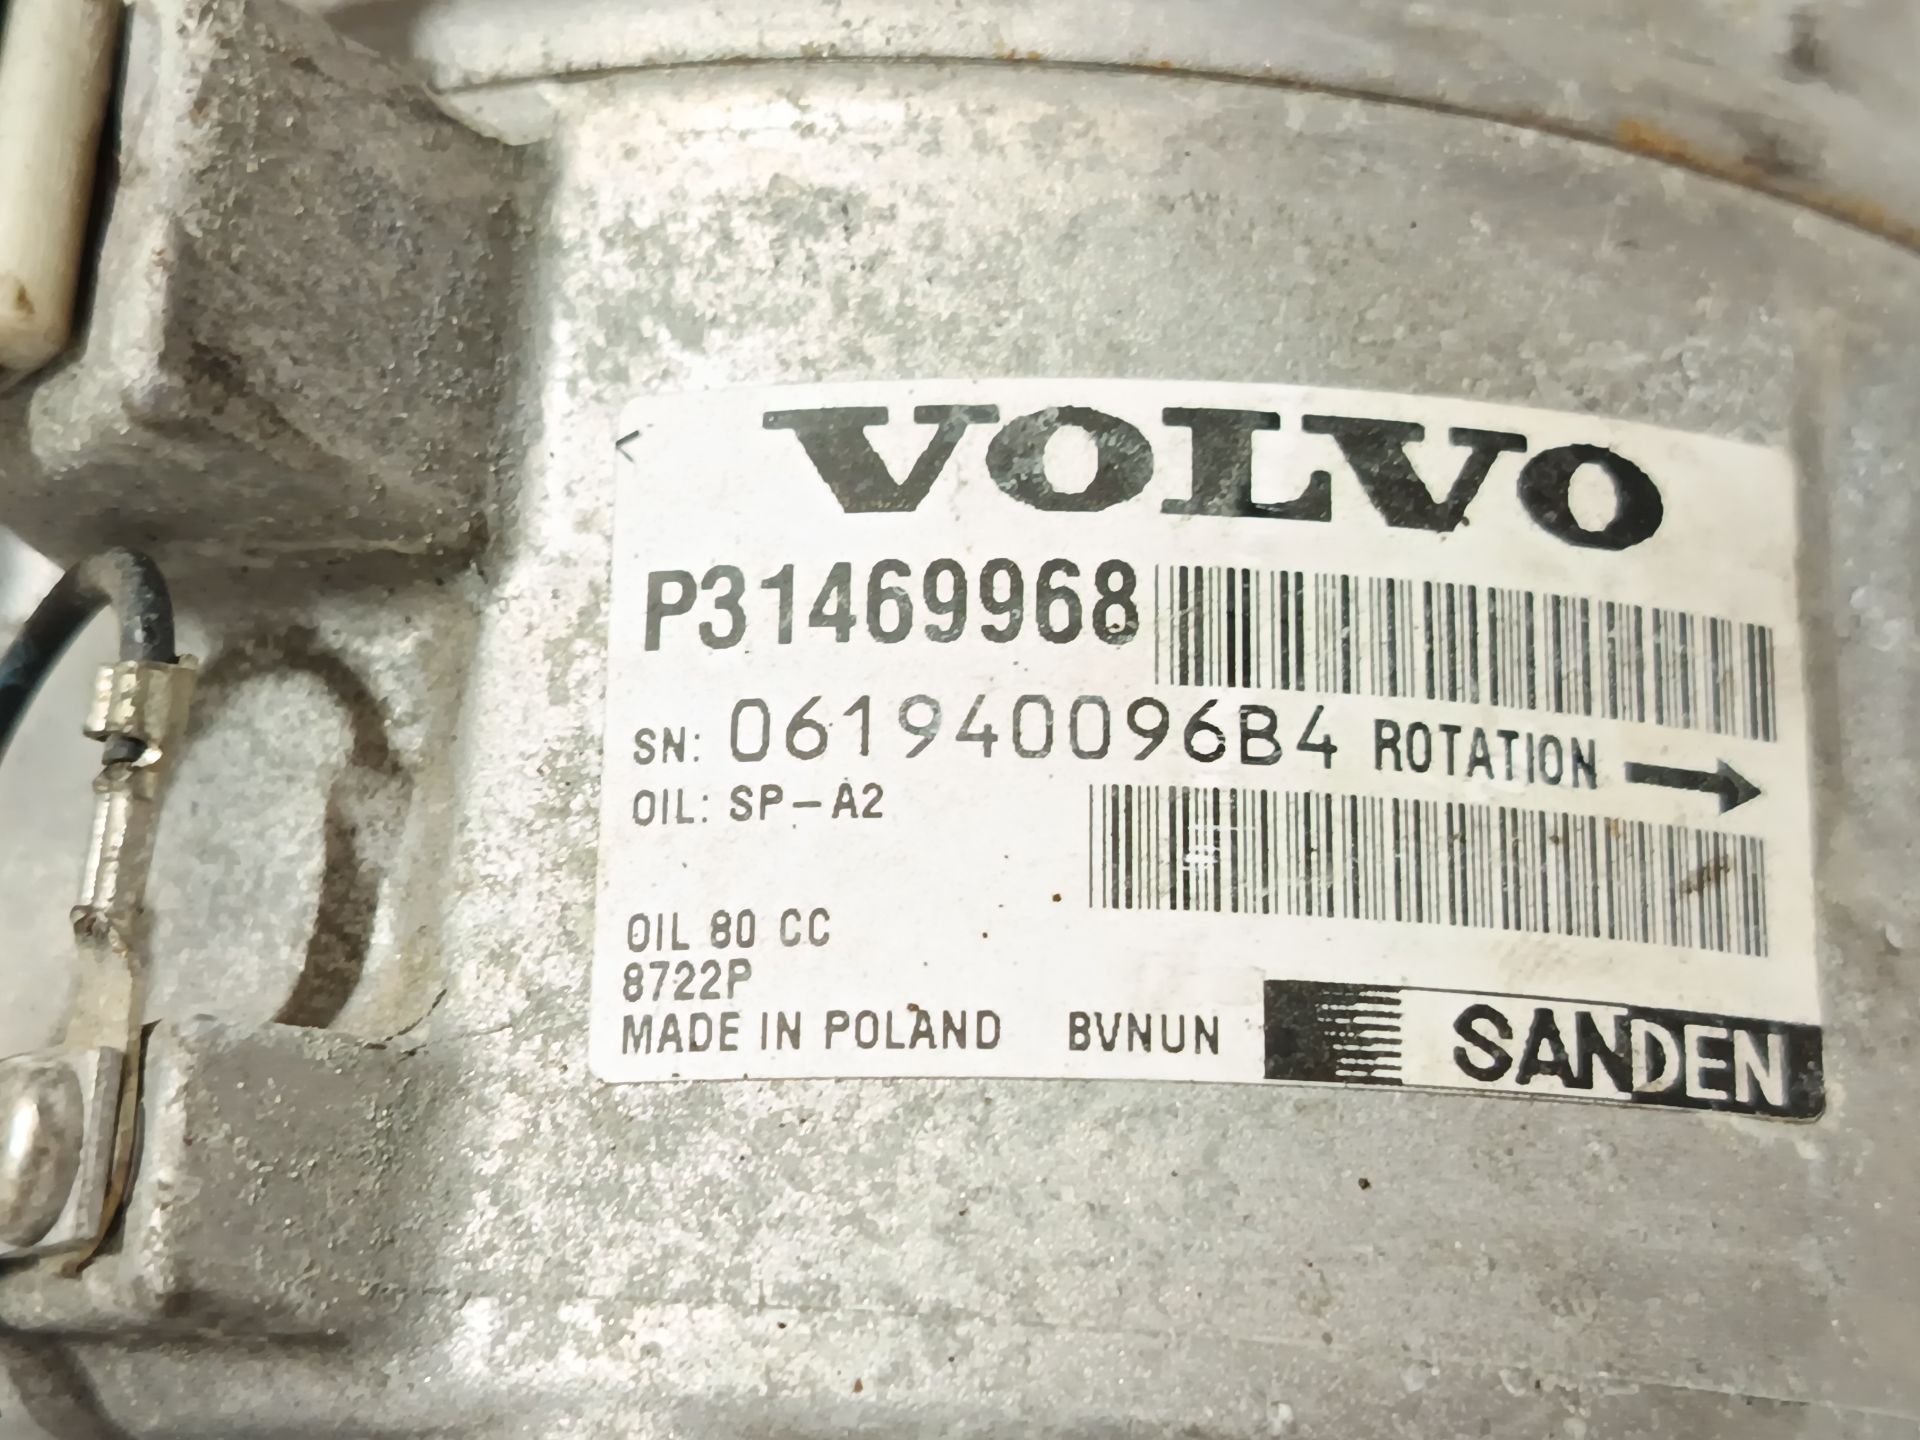 VOLVO
P31469968
SN: 061940096B4 ROTATION
OIL: SP-A2
OIL 80 CC
8722P
MADE IN POLAND BVNUN SANDEN